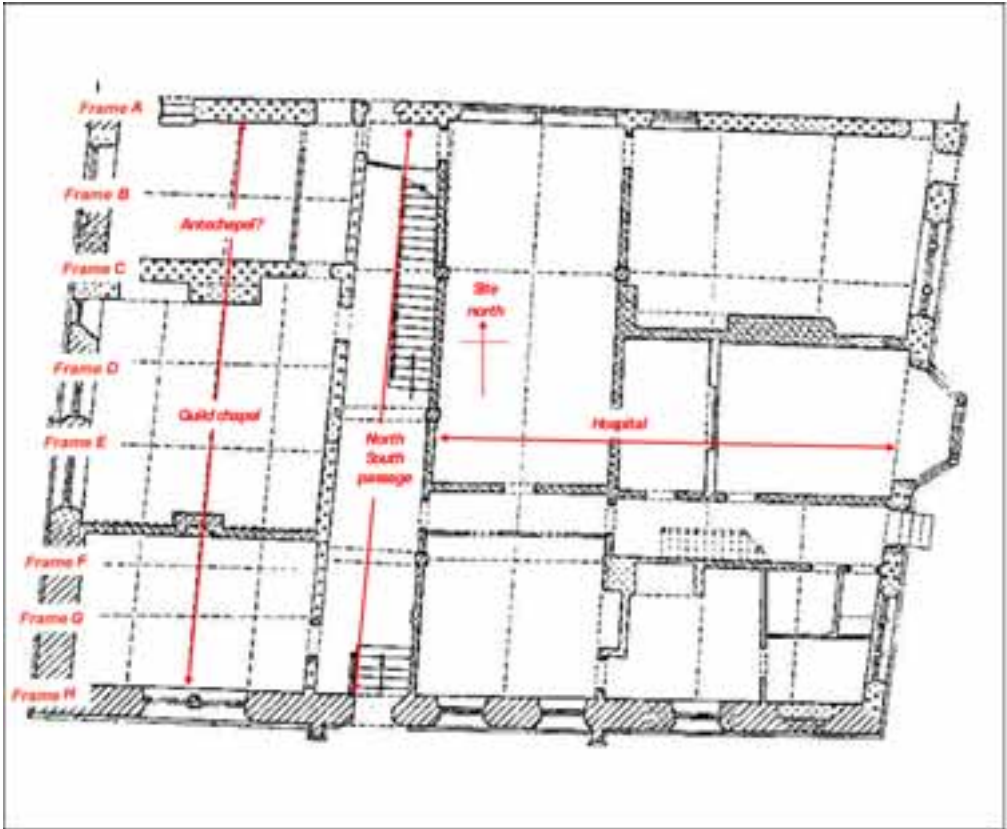 Frame A
Frame B
Antechapel?
Frame C
Site
north
Frame D
Guild chapel
Hospital
Frame E
North
South
passage
Frame F
Frame G
Frame H